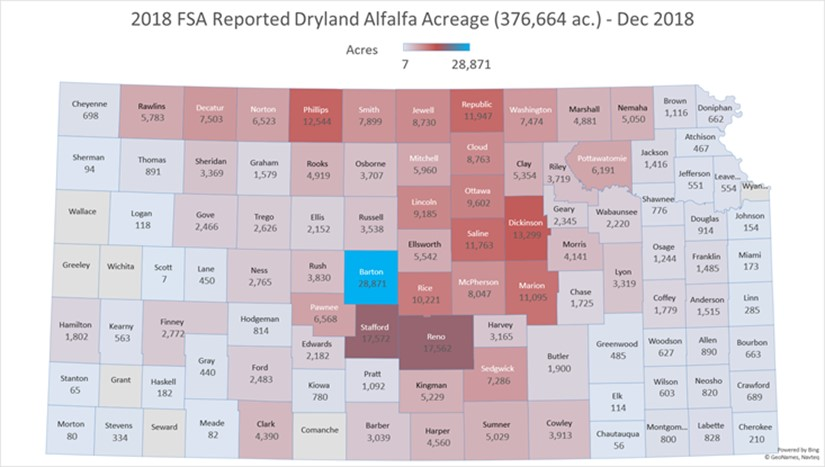 2018 FSA Reported Dryland Alfalfa Acreage (376,664 ac.) - Dec 2018
Acres
7 28,871
Cheyenne
698
Rawlins
5,783
Decatur
7,503
Norton
6,523
Phillips
12,544
Smith
7,899
Jewell
8,730
Republic
11,947
Washington
7,474
Marshall
4,881
Nemaha
5,050
Brown
1,116
Doniphan
662
Atchison
467
Sherman
94
Thomas
891
Sheridan
3,369
Graham
1,579
Rooks
4,919
Osborne
3,707
Mitchell
5,960
Cloud
8,763
Clay
5,354
Riley
3,719
Pottawatomie
6,191
Jackson
1,416
Jefferson
551
Leave...
554
Wyan...
Wallace
Logan
118
Gove
2,466
Trego
2,626
Ellis
2,152
Russell
3,538
Lincoln
9,185
Ottawa
9,602
Saline
11,763
Dickinson
13,299
Geary
2,345
Wabaunsee
2,220
Shawnee
776
Douglas
914
Johnson
154
Greeley
Wichita
Scott
7
Lane
450
Ness
2,765
Rush
3,830
Barton
28,871
Ellsworth
5,542
Rice
10,221
McPherson
8,047
Marion
11,095
Morris
4,141
Chase
1,725
Lyon
3,319
Osage
1,244
Franklin
1,485
Miami
173
Coffey
1,779
Anderson
1,515
Linn
285
Hamilton
1,802
Kearny
563
Finney
2,772
Hodgeman
814
Pawnee
6,568
Stafford
17,572
Reno
17,562
Harvey
3,165
Edwards
2,182
Gray
440
Ford
2,483
Kiowa
780
Pratt
1,092
Kingman
5,229
Sedgwick
7,286
Butler
1,900
Greenwood
485
Woodson
627
Allen
890
Bourbon
663
Stanton
65
Grant
Haskell
182
Elk
114
Wilson
603
Neosho
820
Crawford
689
Morton
80
Stevens
334
Seward
Meade
82
Clark
4,390
Comanche
Barber
3,039
Harper
4,560
Sumner
5,029
Cowley
3,913
Chautauqua
56
Montgom...
800
Labette
828
Cherokee
210
Powered by Bing
© GeoNames, Navteq